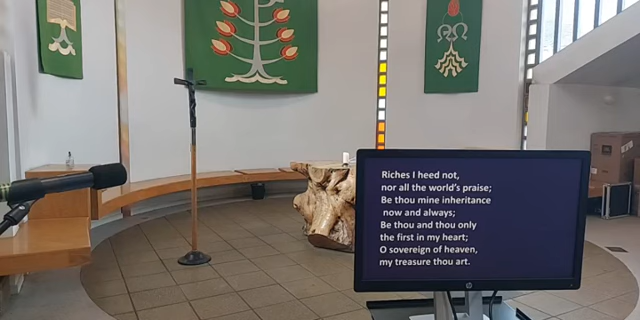 Riches I heed not,
nor all the world's praise;
Be thou mine inheritance
now and always;
Be thou and thou only
the first in my heart;
O sovereign of heaven,
my treasure thou art.
hp